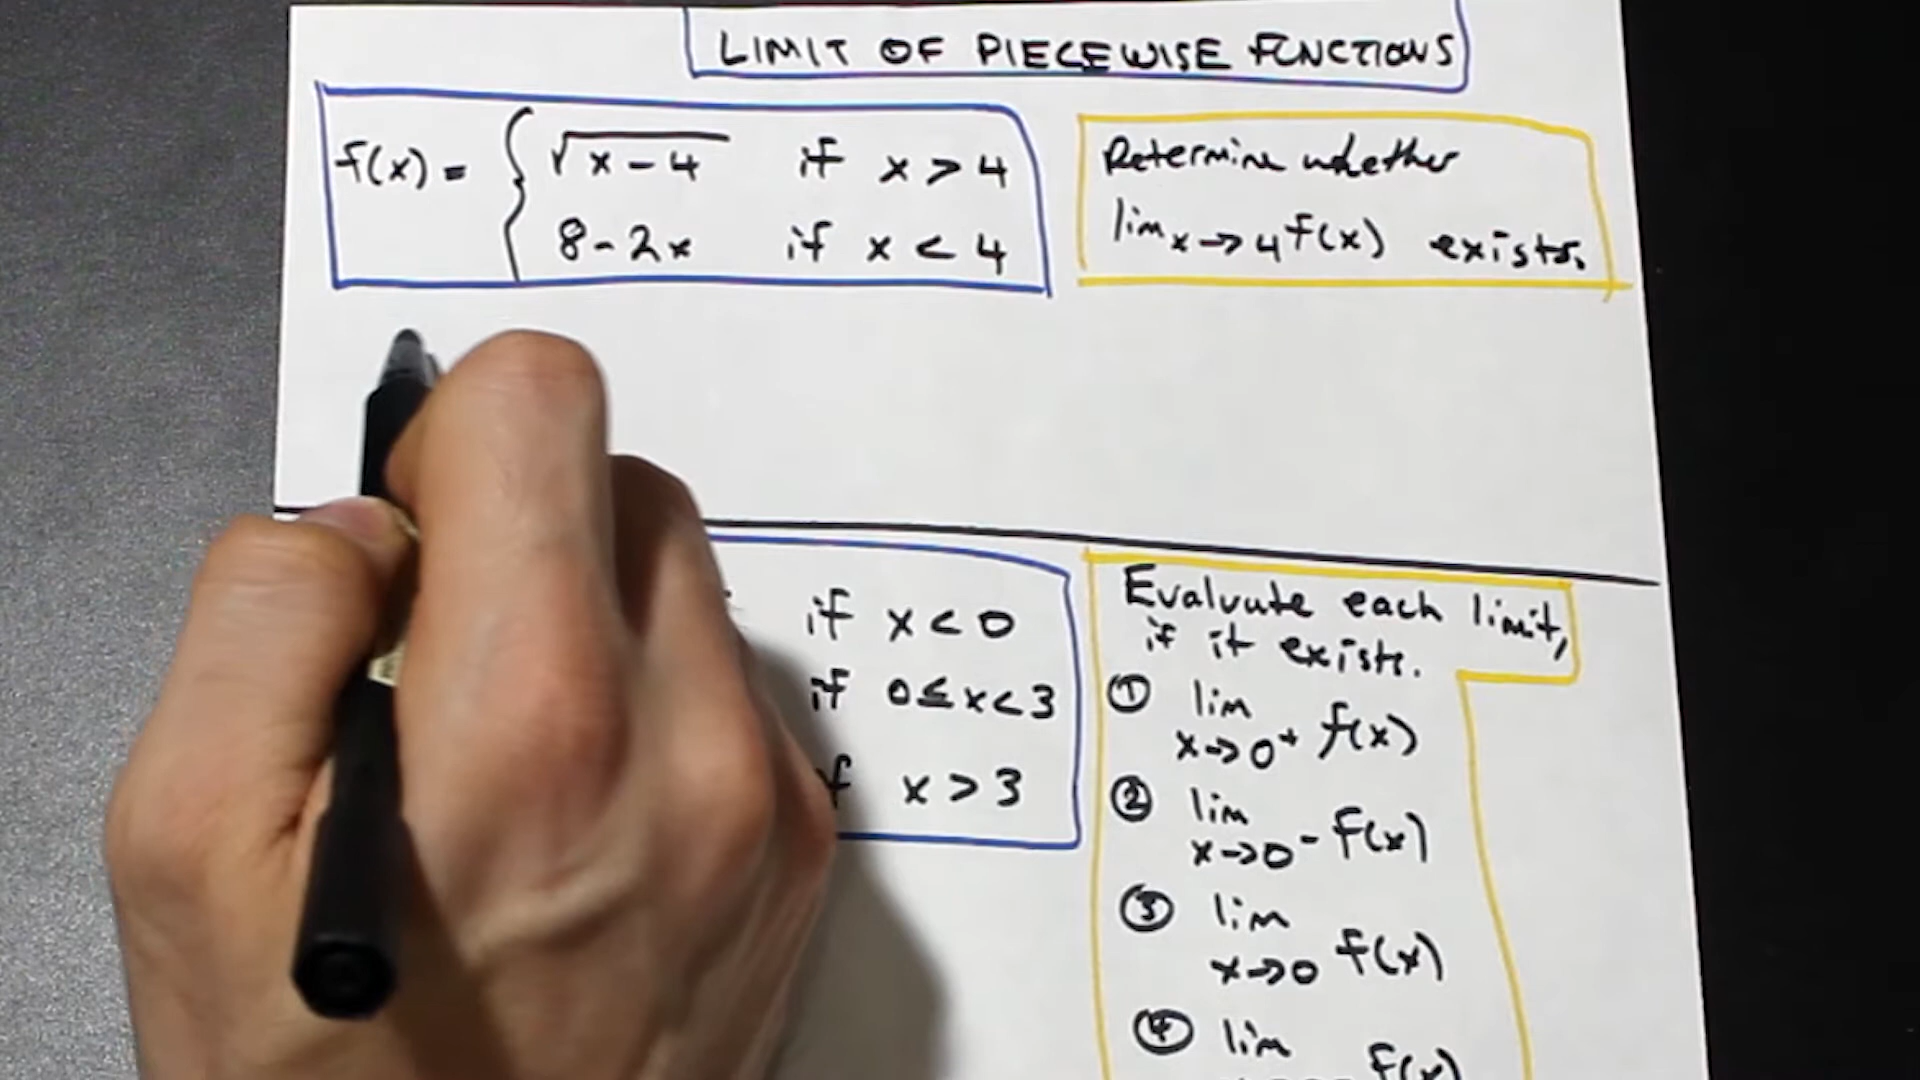 LIMIT OF PIECEWISE FUNCTIONS
f(x) = { √x-4 if x > 4
8-2x if x < 4
Determine whether
lim x→4 f(x) exists.
if x < 0
if 0 ≤ x < 3
f x > 3
Evaluate each limit,
if it exists.
① lim
x→0+ f(x)
② lim
x→0- f(x)
③ lim
x→0 f(x)
④ lim
f(x)